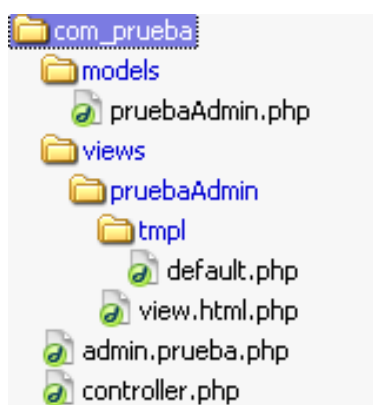 com_prueba
models
pruebaAdmin.php
views
pruebaAdmin
tmpl
default.php
view.html.php
admin.prueba.php
controller.php